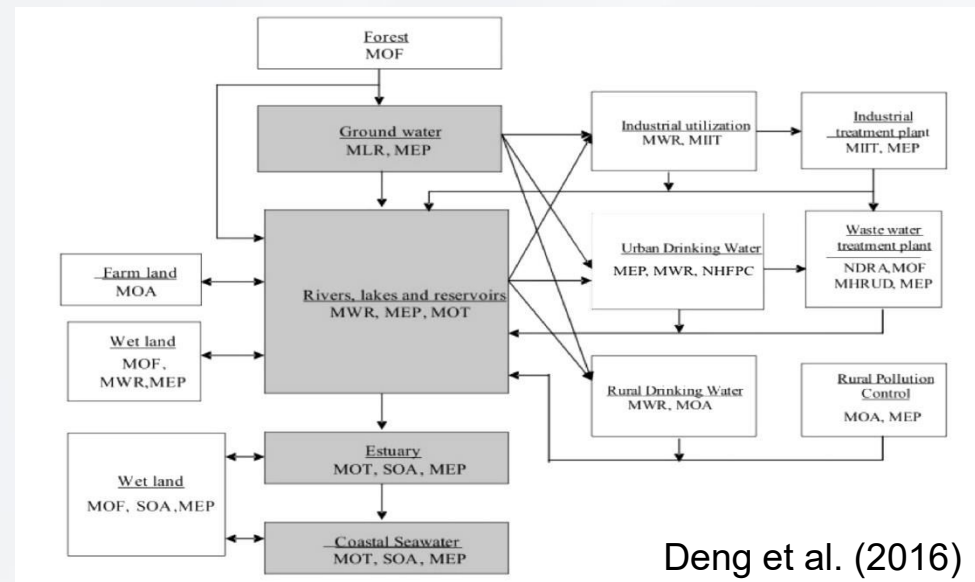 Forest
MOF
Ground water
MLR, MEP
Industrial utilization
MWR, MIIT
Industrial
treatment plant
MIIT, MEP
Rivers, lakes and reservoirs
MWR, MEP, MOT
Urban Drinking Water
MEP, MWR, NHFPC
Waste water
treatment plant
NDRA,MOF
MHRUD, MEP
Farm land
MOA
Wet land
MOF,
MWR,MEP
Rural Drinking Water
MWR, MOA
Rural Pollution
Control
MOA, MEP
Wet land
MOF, SOA,MEP
Estuary
MOT, SOA, MEP
Coastal Seawater
MOT, SOA, MEP
Deng et al. (2016)